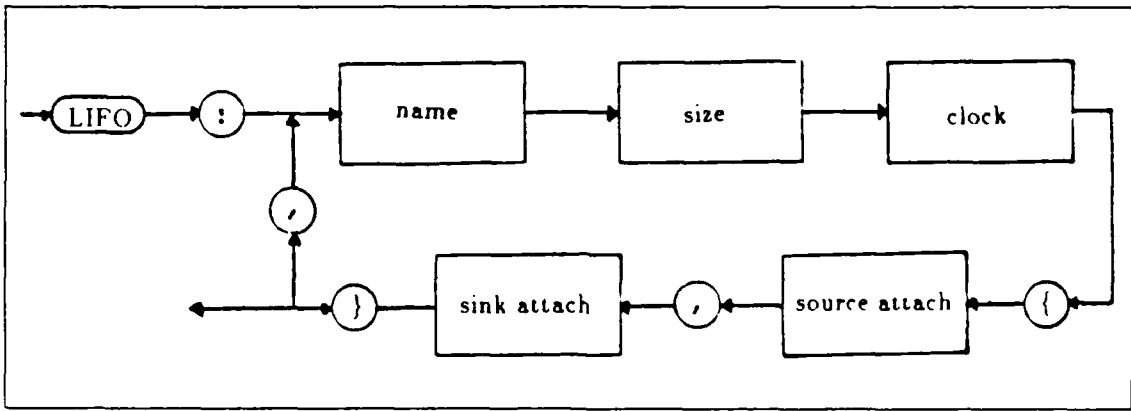 LIFO : name size clock
,
} sink attach , source attach {